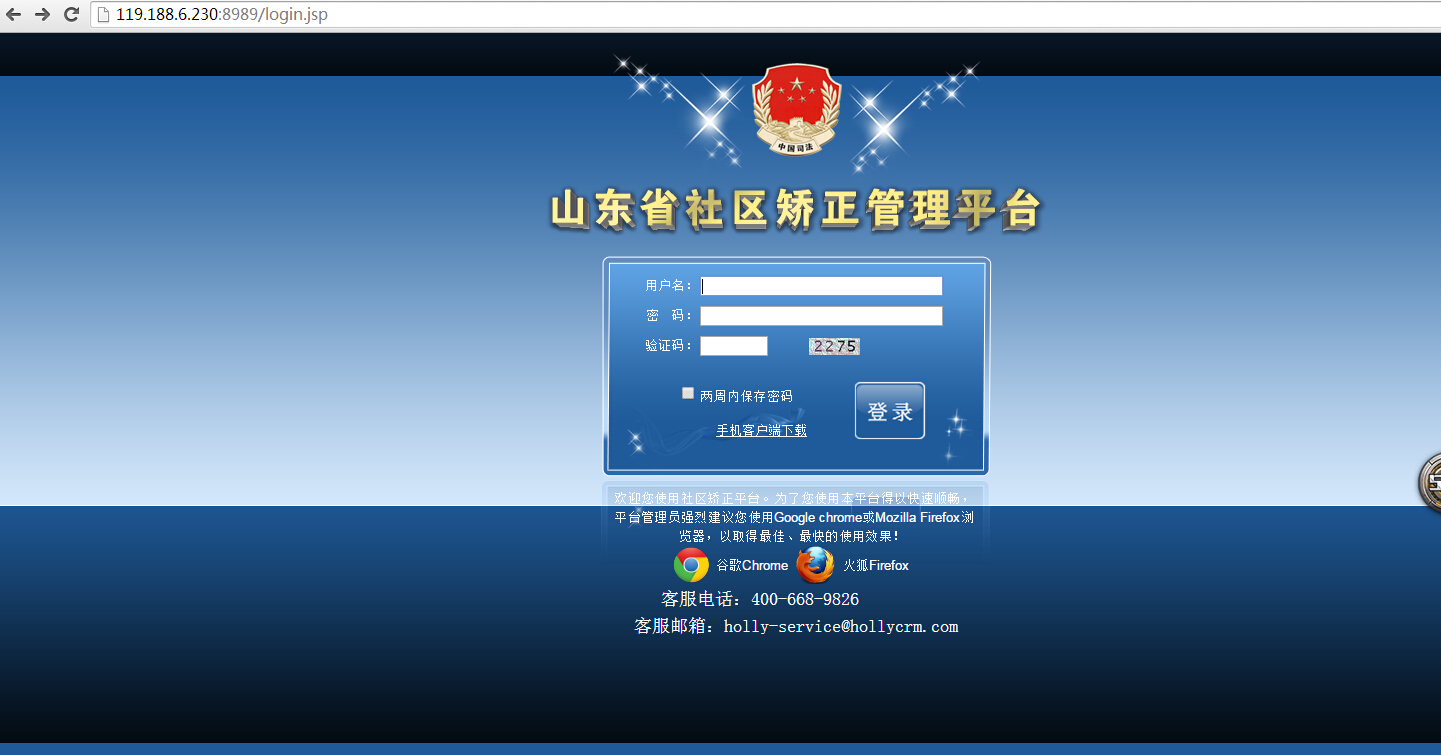 119.188.6.230:8989/login.jsp
中国司法
山东省社区矫正管理平台
用户名：
密 码：
验证码： 2275
两周内保存密码
登录
手机客户端下载
欢迎您使用社区矫正平台。为了您使用本平台得以快速顺畅，
平台管理员强烈建议您使用Google chrome或Mozilla Firefox浏
览器，以取得最佳、最快的使用效果！
谷歌Chrome 火狐Firefox
客服电话：400-668-9826
客服邮箱：holly-service@hollycrm.com